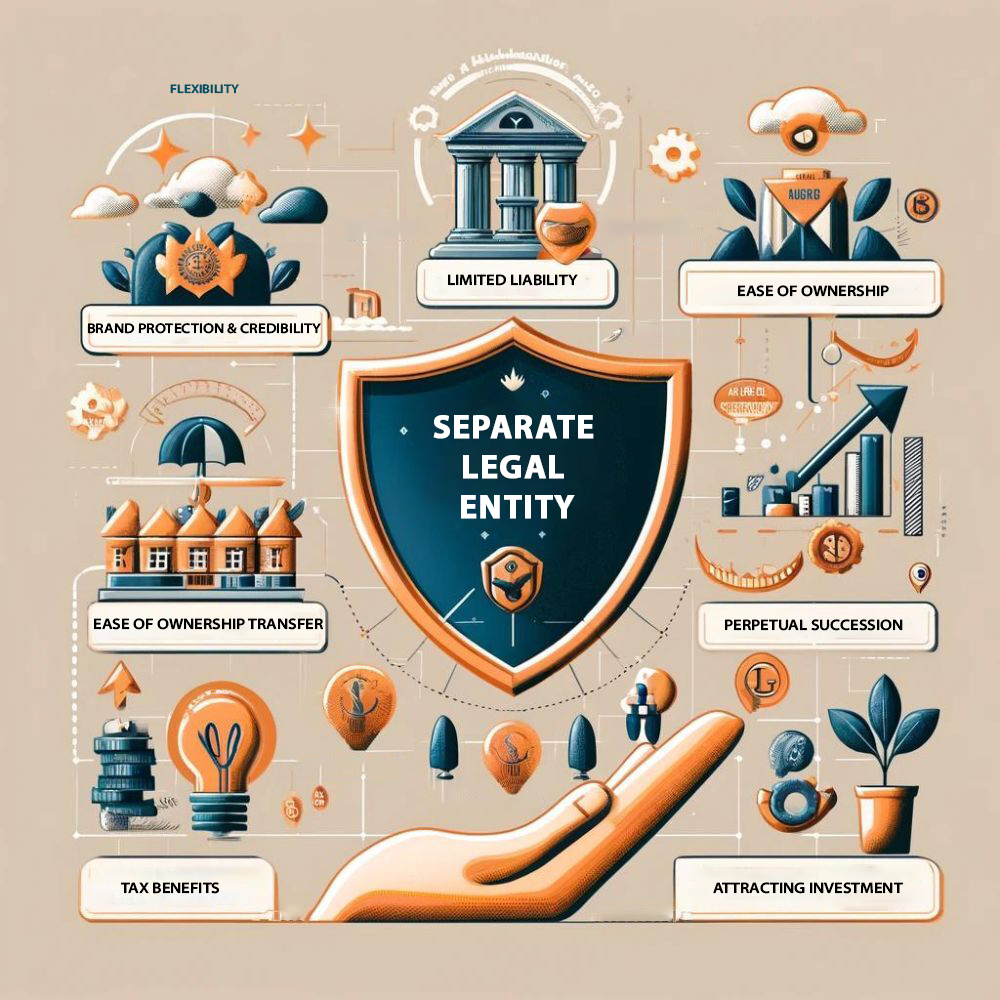 FLEXIBILITY
LIMITED LIABILITY
AUGRG
EASE OF OWNERSHIP
BRAND PROTECTION & CREDIBILITY
SEPARATE
LEGAL
ENTITY
EASE OF OWNERSHIP TRANSFER
PERPETUAL SUCCESSION
TAX BENEFITS
ATTRACTING INVESTMENT